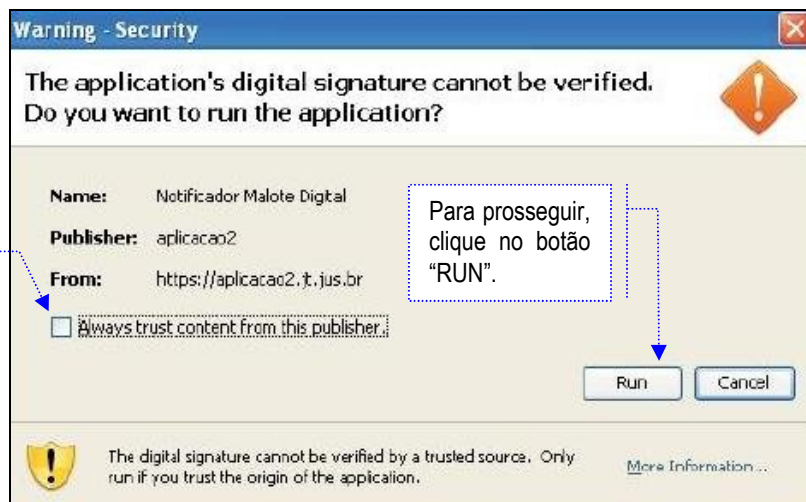 Warning - Security
The application's digital signature cannot be verified.
Do you want to run the application?
Name: Notificador Malote Digital
Publisher: aplicacao2
From: https://aplicacao2.jt.jus.br
Always trust content from this publisher.
Para prosseguir,
clique no botão
“RUN”.
Run Cancel
The digital signature cannot be verified by a trusted source. Only
run if you trust the origin of the application.
More Information...